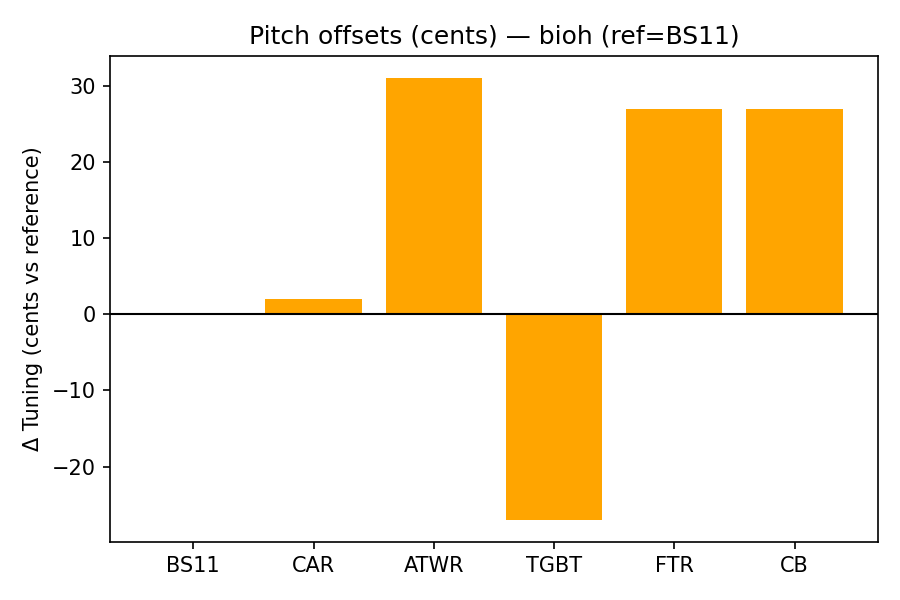 Pitch offsets (cents) — bioh (ref=BS11)
Δ Tuning (cents vs reference)
30
20
10
0
−10
−20
BS11 CAR ATWR TGBT FTR CB